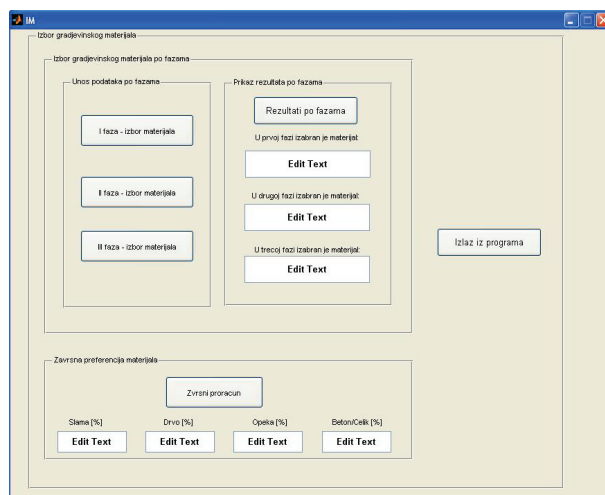 IM
Izbor gradjevinskog materijala
Izbor gradjevinskog materijala po fazama
Unos podataka po fazama
I faza - izbor materijala
II faza - izbor materijala
III faza - izbor materijala
Prikaz rezultata po fazama
Rezultati po fazama
U prvoj fazi izabran je materijal:
Edit Text
U drugoj fazi izabran je materijal:
Edit Text
U trecoj fazi izabran je materijal:
Edit Text
Izlaz iz programa
Zavrsna preferencija materijala
Zvrsni proracun
Slama [%] Drvo [%] Opeka [%] Beton/Celik [%]
Edit Text Edit Text Edit Text Edit Text